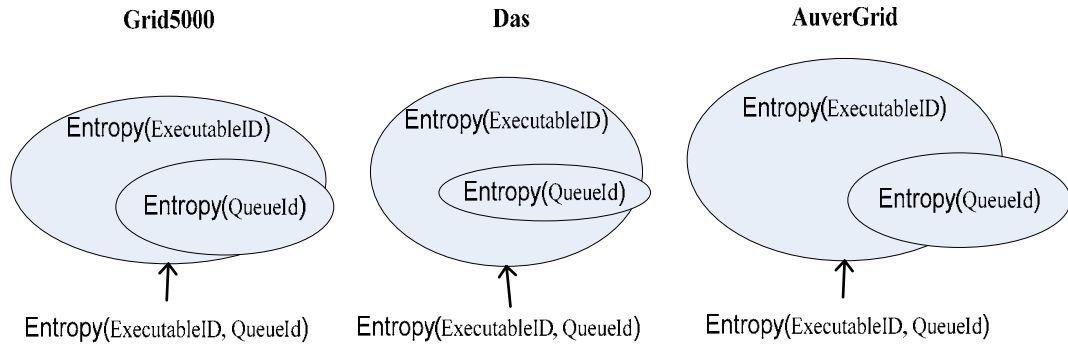 Grid5000
Entropy(ExecutableID)
Entropy(QueueId)
Entropy(ExecutableID, QueueId)
Das
Entropy(ExecutableID)
Entropy(QueueId)
Entropy(ExecutableID, QueueId)
AuverGrid
Entropy(ExecutableID)
Entropy(QueueId)
Entropy(ExecutableID, QueueId)